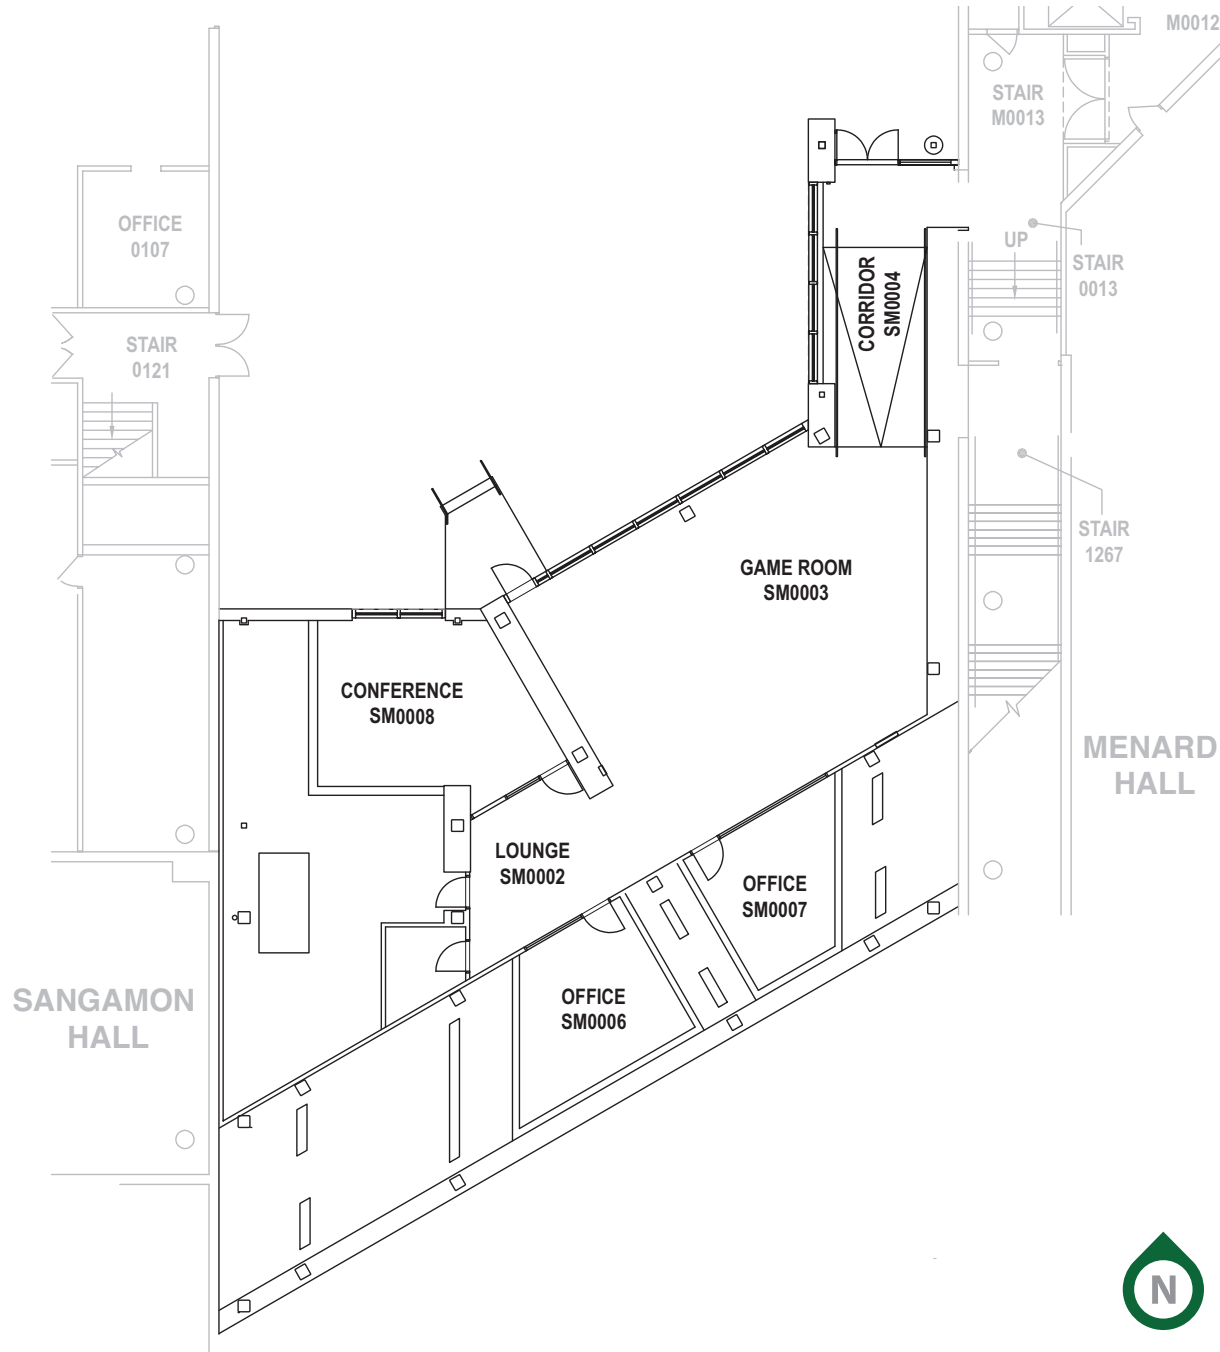 M0012
STAIR
M0013
OFFICE
0107
UP
STAIR
0013
CORRIDOR
SM0004
STAIR
0121
STAIR
1267
GAME ROOM
SM0003
CONFERENCE
SM0008
MENARD
HALL
LOUNGE
SM0002
OFFICE
SM0007
SANGAMON
HALL
OFFICE
SM0006
N